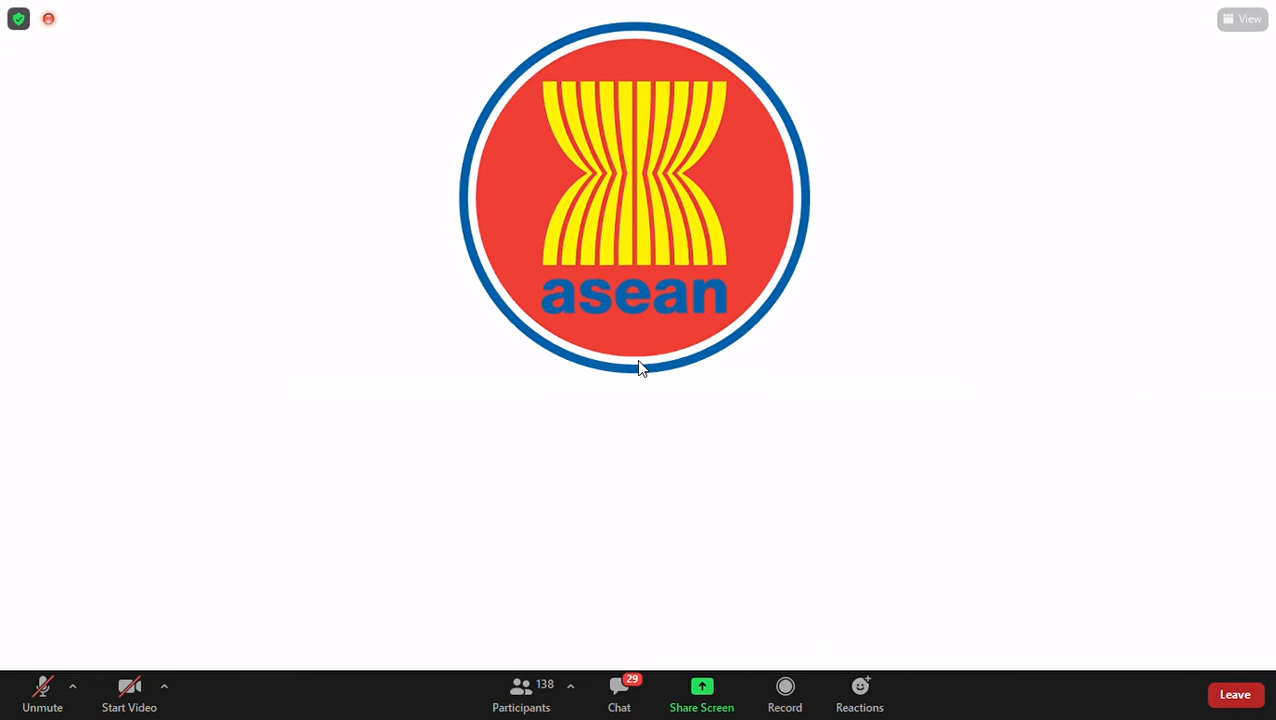 View
asean
Unmute
Start Video
138
Participants
29
Chat
Share Screen
Record
Reactions
Leave